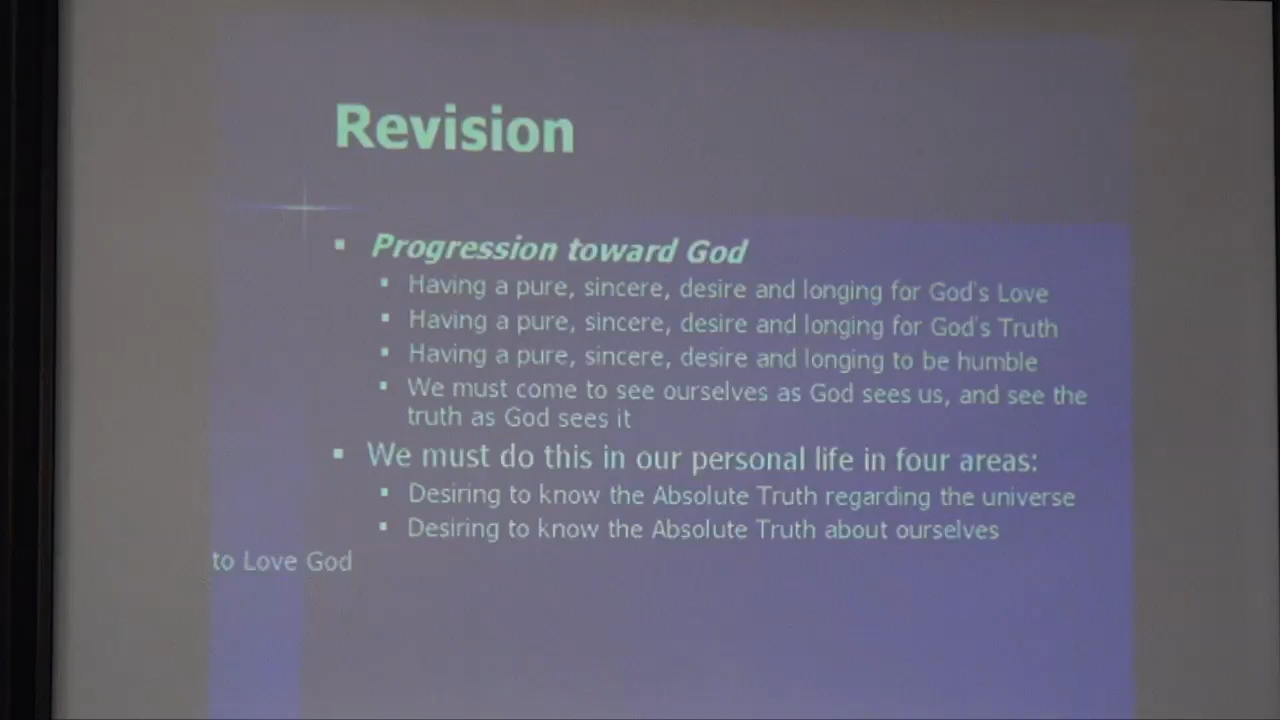 Revision
Progression toward God
Having a pure, sincere, desire and longing for God's Love
Having a pure, sincere, desire and longing for God's Truth
Having a pure, sincere, desire and longing to be humble
We must come to see ourselves as God sees us, and see the
truth as God sees it
We must do this in our personal life in four areas:
Desiring to know the Absolute Truth regarding the universe
Desiring to know the Absolute Truth about ourselves
to Love God